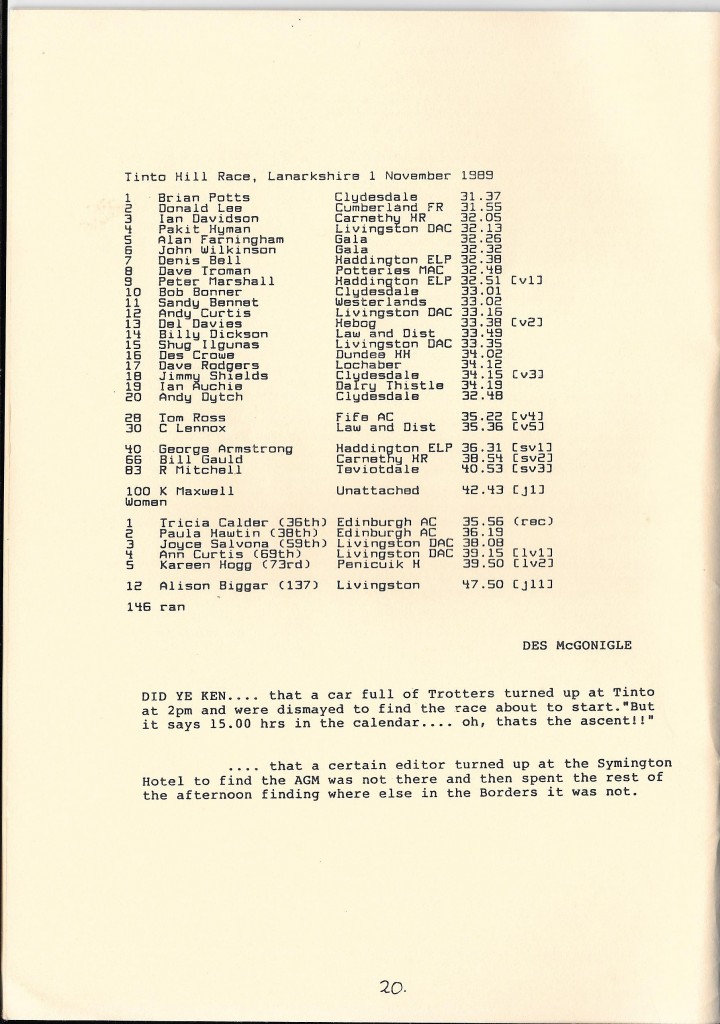 Tinto Hill Race, Lanarkshire 1 November 1989
1 Brian Potts Clydesdale 31.37
2 Donald Lee Cumberland FR 31.55
3 Ian Davidson Carnethy HR 32.05
4 Pakit Hyman Livingston DAC 32.13
5 Alan Farningham Gala 32.26
6 John Wilkinson Gala 32.32
7 Denis Bell Haddington ELP 32.38
8 Dave Troman Potteries MAC 32.48
9 Peter Marshall Haddington ELP 32.51 [v1]
10 Bob Bonner Clydesdale 33.01
11 Sandy Bennet Westerlands 33.02
12 Andy Curtis Livingston DAC 33.16
13 Del Davies Hebog 33.38 [v2]
14 Billy Dickson Law and Dist 33.49
15 Shug Ilgunas Livingston DAC 33.35
16 Des Crowe Dundee HH 34.02
17 Dave Rodgers Lochaber 34.12
18 Jimmy Shields Clydesdale 34.15 [v3]
19 Ian Auchie Dalry Thistle 34.19
20 Andy Dytch Clydesdale 32.48
28 Tom Ross Fife AC 35.22 [v4]
30 C Lennox Law and Dist 35.36 [v5]
40 George Armstrong Haddington ELP 36.31 [sv1]
66 Bill Gauld Carnethy HR 38.54 [sv2]
83 R Mitchell Teviotdale 40.53 [sv3]
100 K Maxwell Unattached 42.43 [j1]
Women
1 Tricia Calder (36th) Edinburgh AC 35.56 (rec)
2 Paula Hawtin (38th) Edinburgh AC 36.19
3 Joyce Salvona (59th) Livingston DAC 38.08
4 Ann Curtis (69th) Livingston DAC 39.15 [lv1]
5 Kareen Hogg (73rd) Penicuik H 39.50 [lv2]
12 Alison Biggar (137) Livingston 47.50 [jl1]
146 ran
DES McGONIGLE
DID YE KEN.... that a car full of Trotters turned up at Tinto
at 2pm and were dismayed to find the race about to start."But
it says 15.00 hrs in the calendar.... oh, thats the ascent!!"
.... that a certain editor turned up at the Symington
Hotel to find the AGM was not there and then spent the rest of
the afternoon finding where else in the Borders it was not.
20.